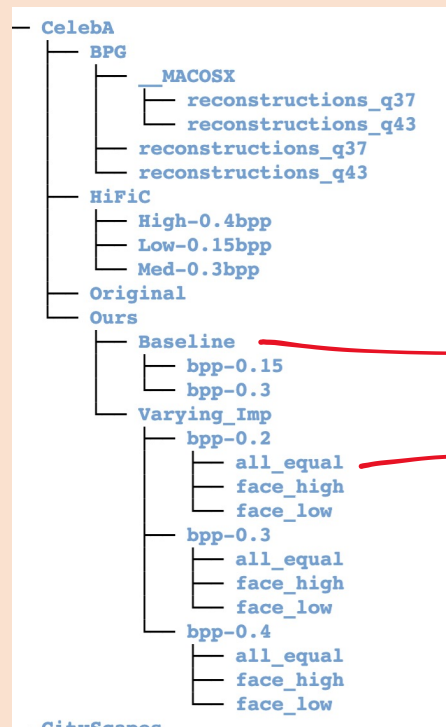 CelebA
BPG
__MACOSX
reconstructions_q37
reconstructions_q43
reconstructions_q37
reconstructions_q43
HiFiC
High-0.4bpp
Low-0.15bpp
Med-0.3bpp
Original
Ours
Baseline
bpp-0.15
bpp-0.3
Varying_Imp
bpp-0.2
all_equal
face_high
face_low
bpp-0.3
all_equal
face_high
face_low
bpp-0.4
all_equal
face_high
face_low